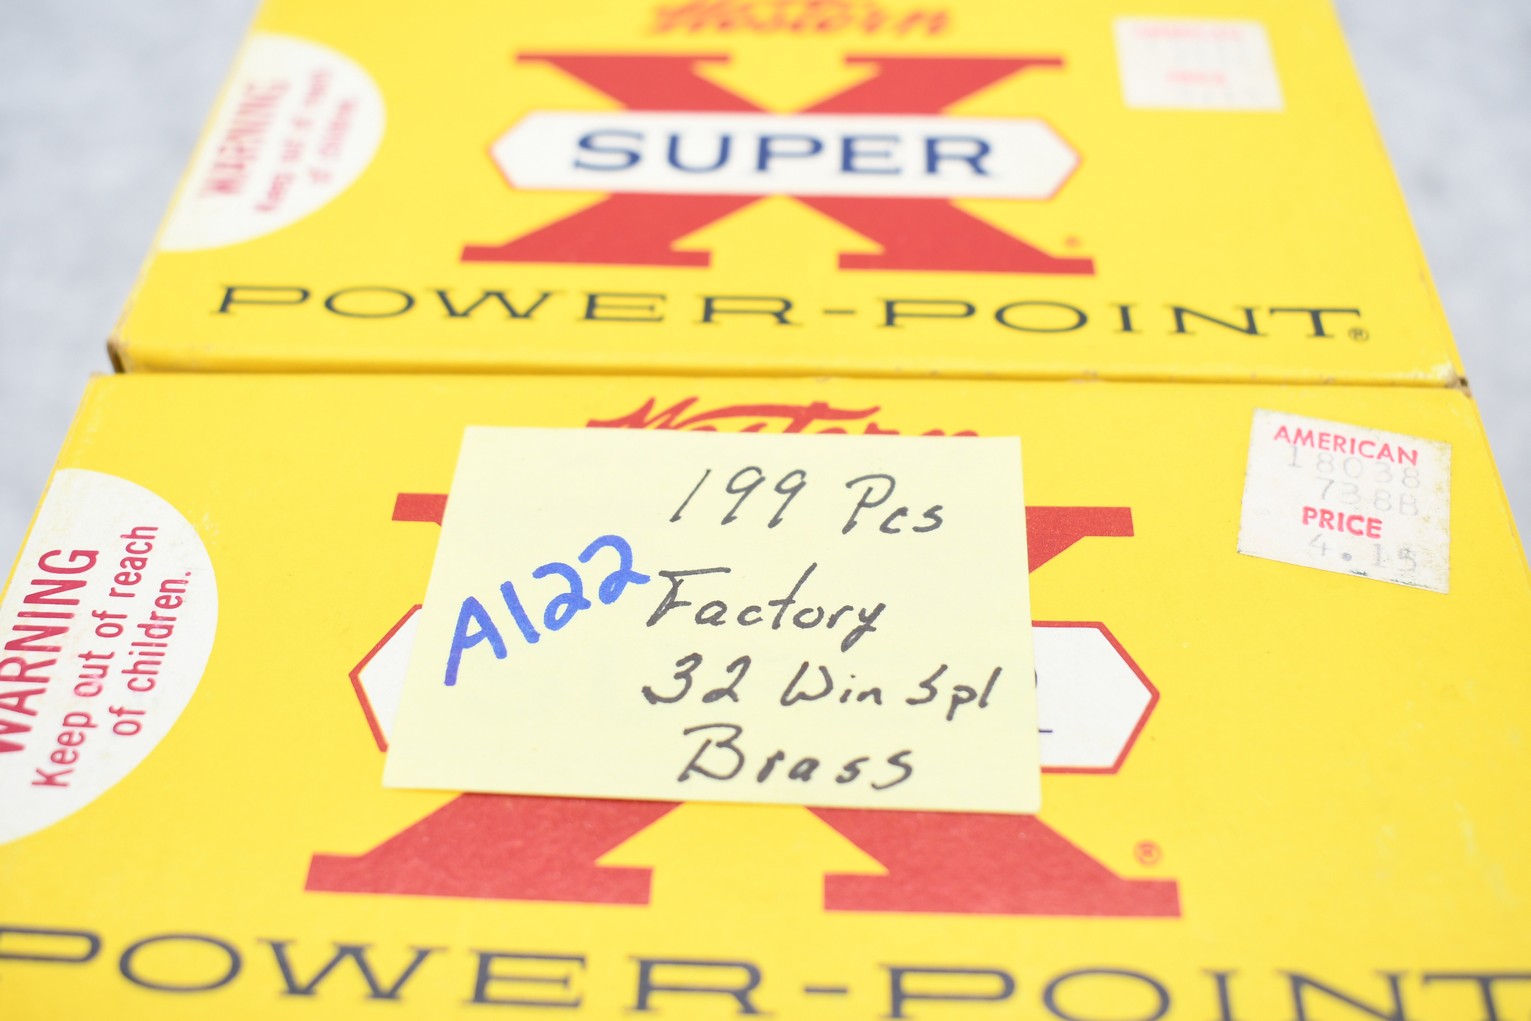 Western
X
SUPER
WARNING
Keep out of reach
of children.
POWER-POINT®
Western
AMERICAN
18038
738B
PRICE
4.15
199 Pcs
A122
Factory
32 Win Spl
Brass
WARNING
Keep out of reach
of children.
®
POWER-POINT